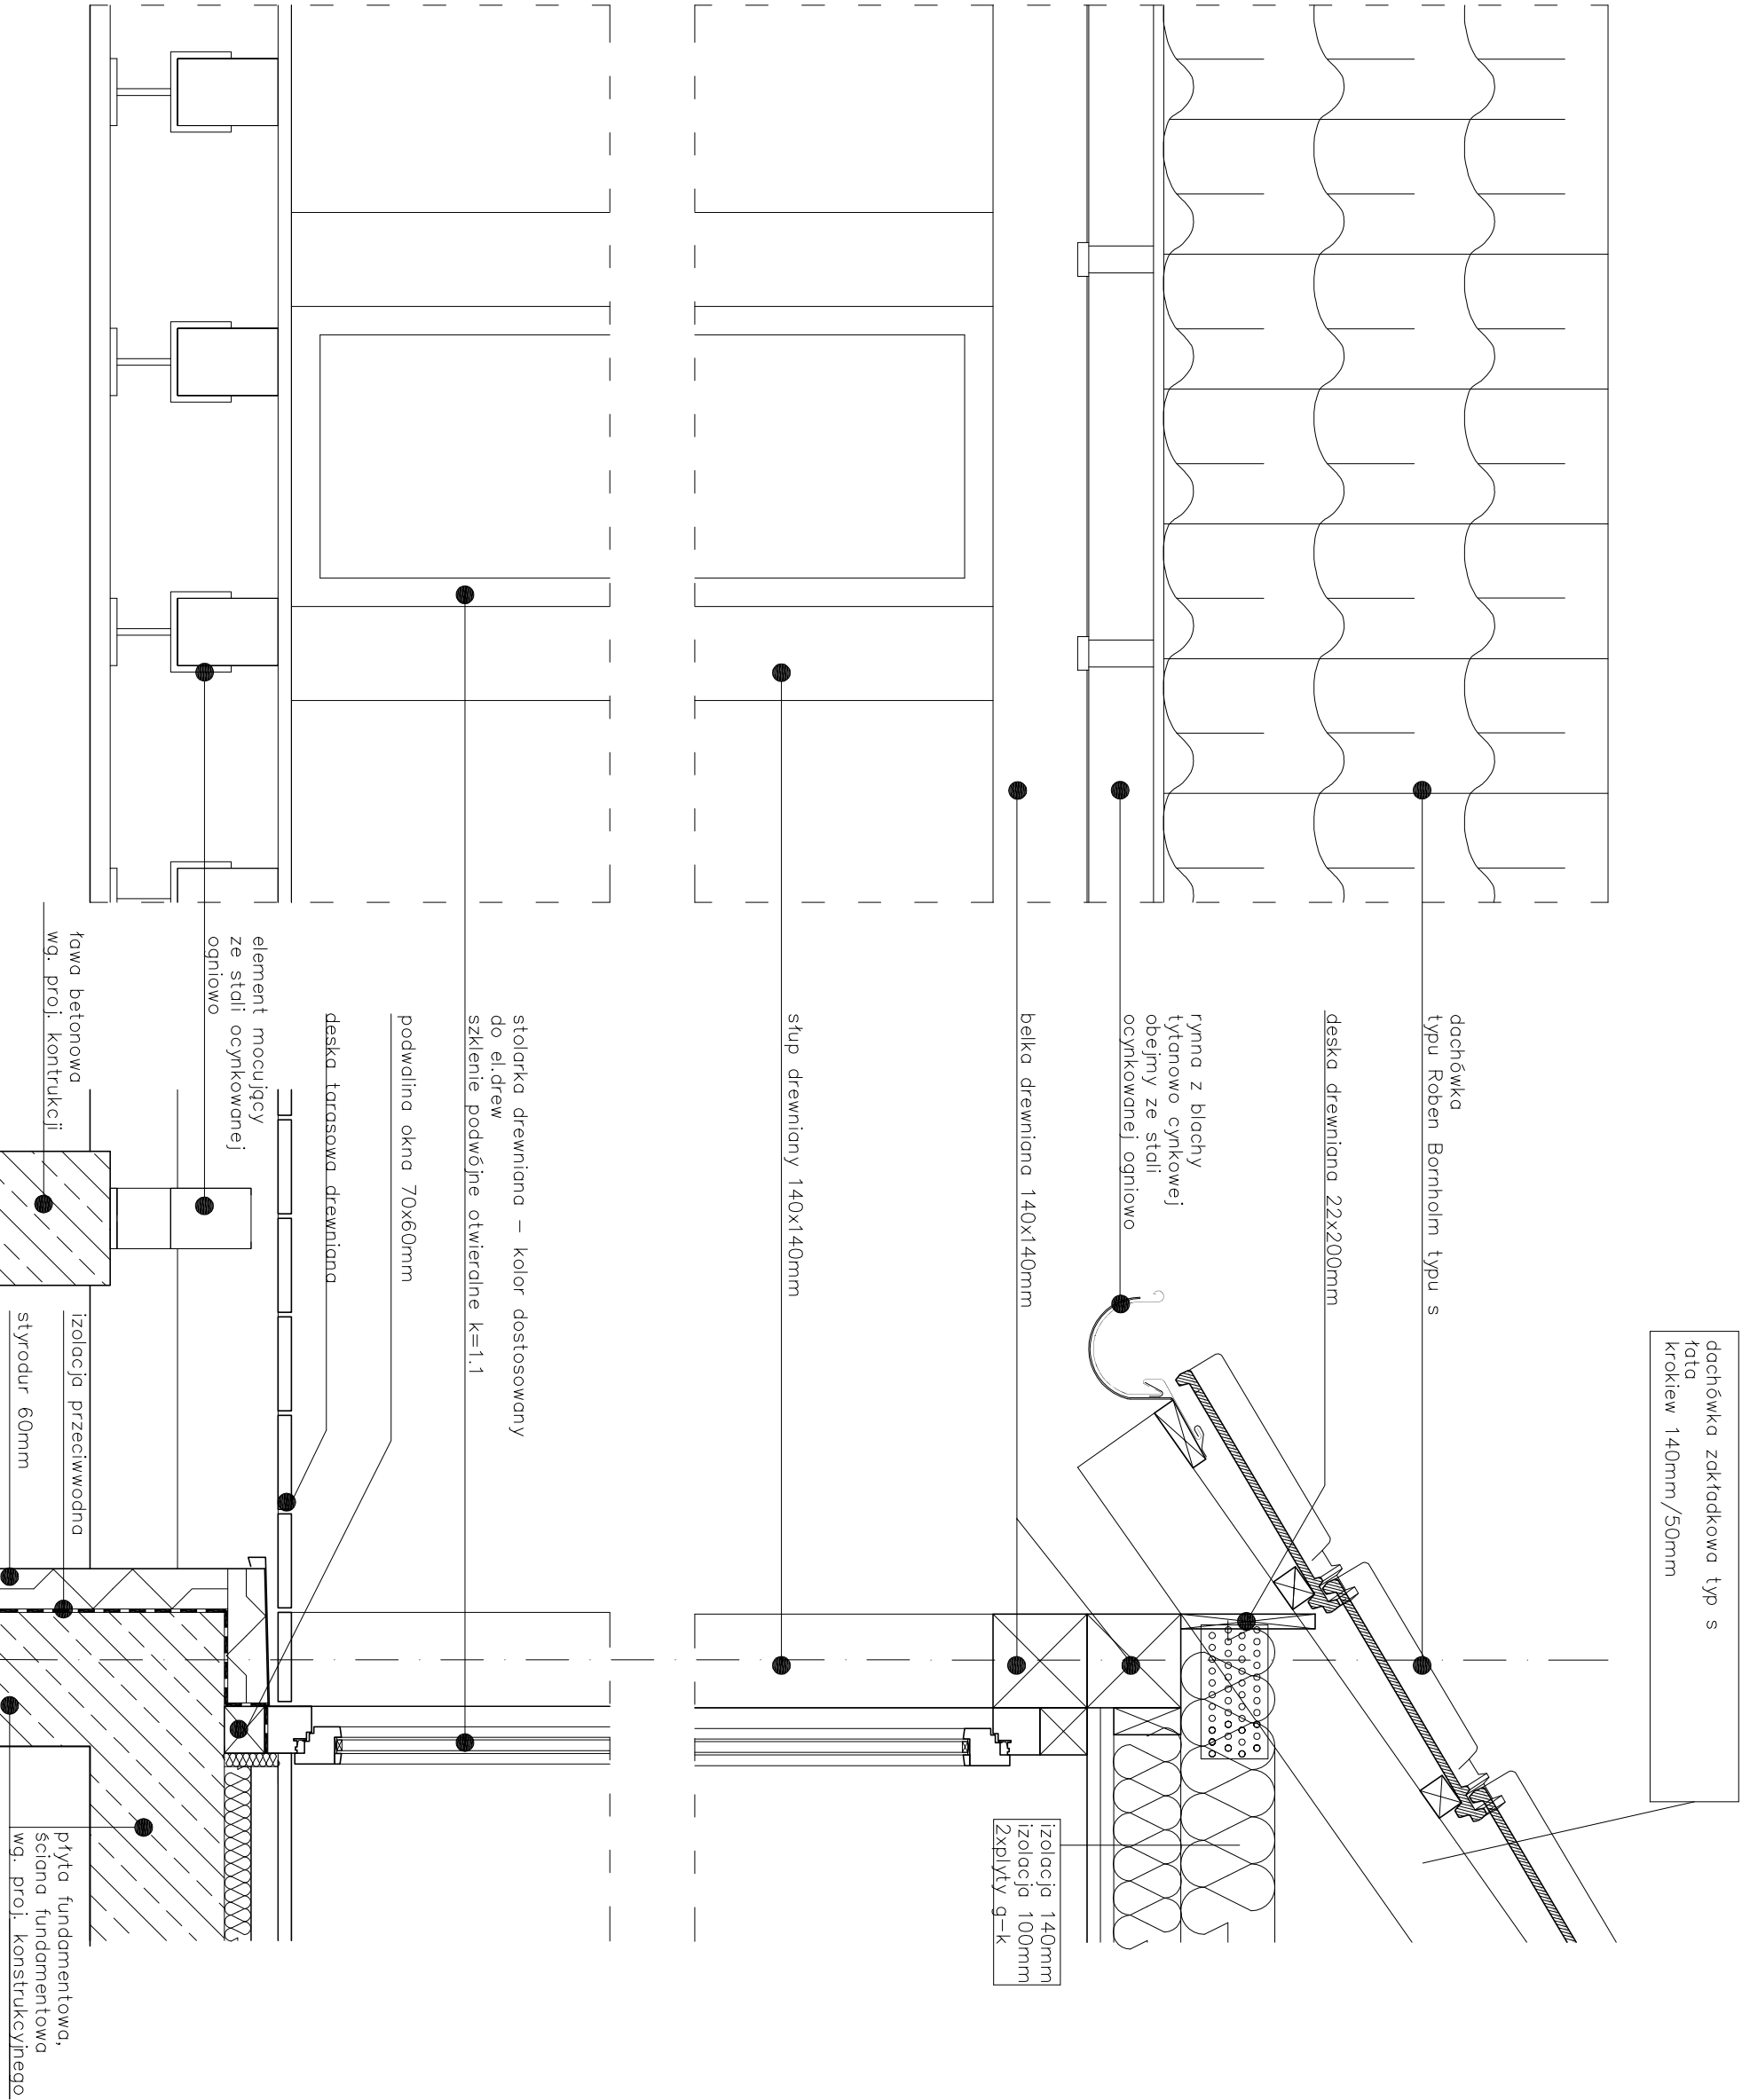 dachówka zakładkowa typ s
łata
krokiew 140mm/50mm
dachówka
typu Roben Bornholm typu s
deska drewniana 22x200mm
rynna z blachy
tytanowo cynkowej
obejmy ze stali
ocynkowanej ogniowo
belka drewniana 140x140mm
izolacja 140mm
izolacja 100mm
2xplyty g-k
słup drewniany 140x140mm
stolarka drewniana – kolor dostosowany
do el.drew
szklenie podwójne otwieralne k=1.1
podwalina okna 70x60mm
deska tarasowa drewniana
element mocujący
ze stali ocynkowanej
ogniowo
ława betonowa
wg. proj. kontrukcji
izolacja przeciwwodna
styrodur 60mm
płyta fundamentowa,
ściana fundamentowa
wg. proj. konstrukcyjnego